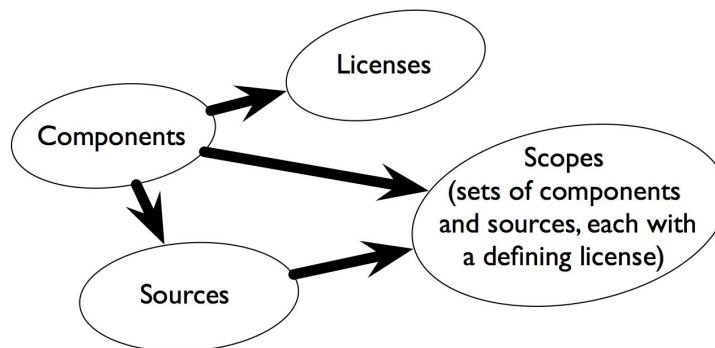 Licenses
Components
Scopes
(sets of components
and sources, each with
a defining license)
Sources